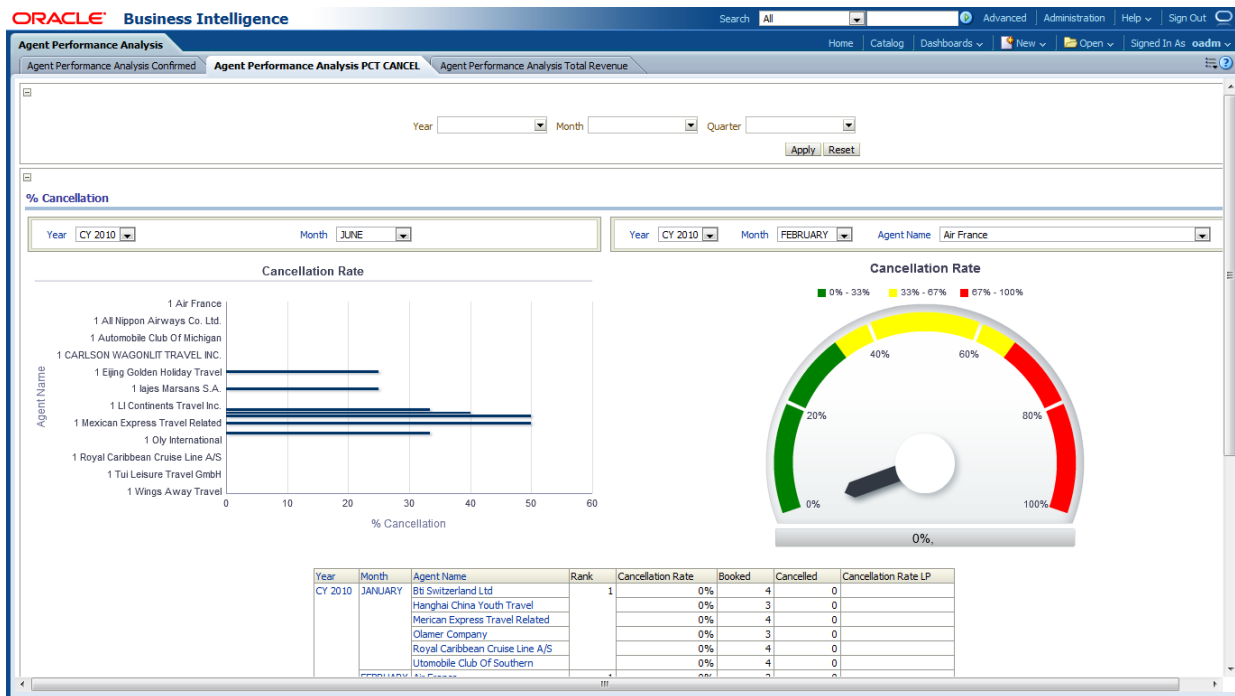 ORACLE Business Intelligence Search All Advanced Administration Help Sign Out
Agent Performance Analysis Home Catalog Dashboards New Open Signed In As oadm
Agent Performance Analysis Confirmed Agent Performance Analysis PCT CANCEL Agent Performance Analysis Total Revenue
Year Month Quarter
Apply Reset
% Cancellation
Year CY 2010 Month JUNE Year CY 2010 Month FEBRUARY Agent Name Air France
Cancellation Rate
Agent Name
1 Air France
1 All Nippon Airways Co. Ltd.
1 Automobile Club Of Michigan
1 CARLSON WAGONLIT TRAVEL INC.
1 Eijing Golden Holiday Travel
1 Iajes Marsans S.A.
1 LI Continents Travel Inc.
1 Mexican Express Travel Related
1 Oly International
1 Royal Caribbean Cruise Line A/S
1 Tui Leisure Travel GmbH
1 Wings Away Travel
0 10 20 30 40 50 60
% Cancellation
Cancellation Rate
0% - 33% 33% - 67% 67% - 100%
40% 60%
20% 80%
0% 100%
0%,
Year Month Agent Name Rank Cancellation Rate Booked Cancelled Cancellation Rate LP
CY 2010 JANUARY Bti Switzerland Ltd 1 0% 4 0
Hanghai China Youth Travel 0% 3 0
Merican Express Travel Related 0% 4 0
Olamer Company 0% 3 0
Royal Caribbean Cruise Line A/S 0% 4 0
Utomobile Club Of Southern 0% 4 0
FEBRUARY Air France 1 0%